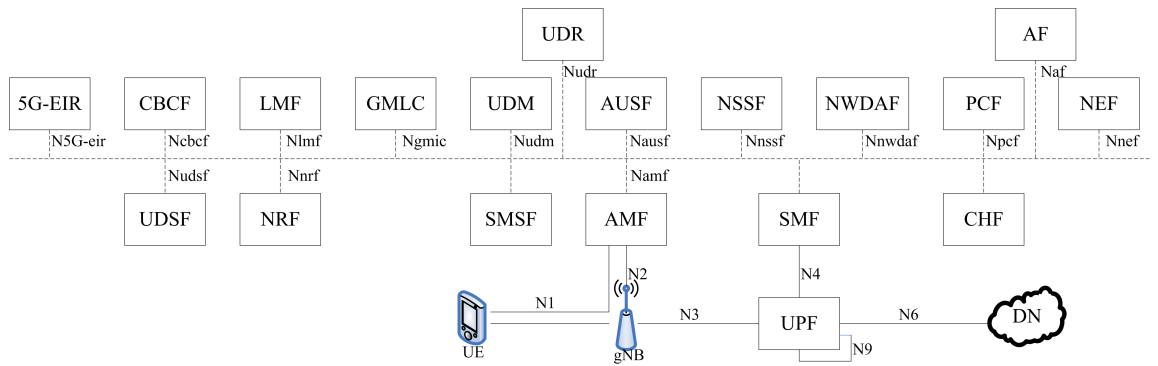 UDR
AF
Nudr
Naf
5G-EIR
CBCF
LMF
GMLC
UDM
AUSF
NSSF
NWDAF
PCF
NEF
N5G-eir
Ncbcf
Nlmf
Ngmic
Nudm
Nausf
Nnssf
Nnwdaf
Npcf
Nnef
Nudsf
Nnrf
Namf
UDSF
NRF
SMSF
AMF
SMF
CHF
N2
N4
N1
N3
UPF
N6
DN
UE
gNB
N9